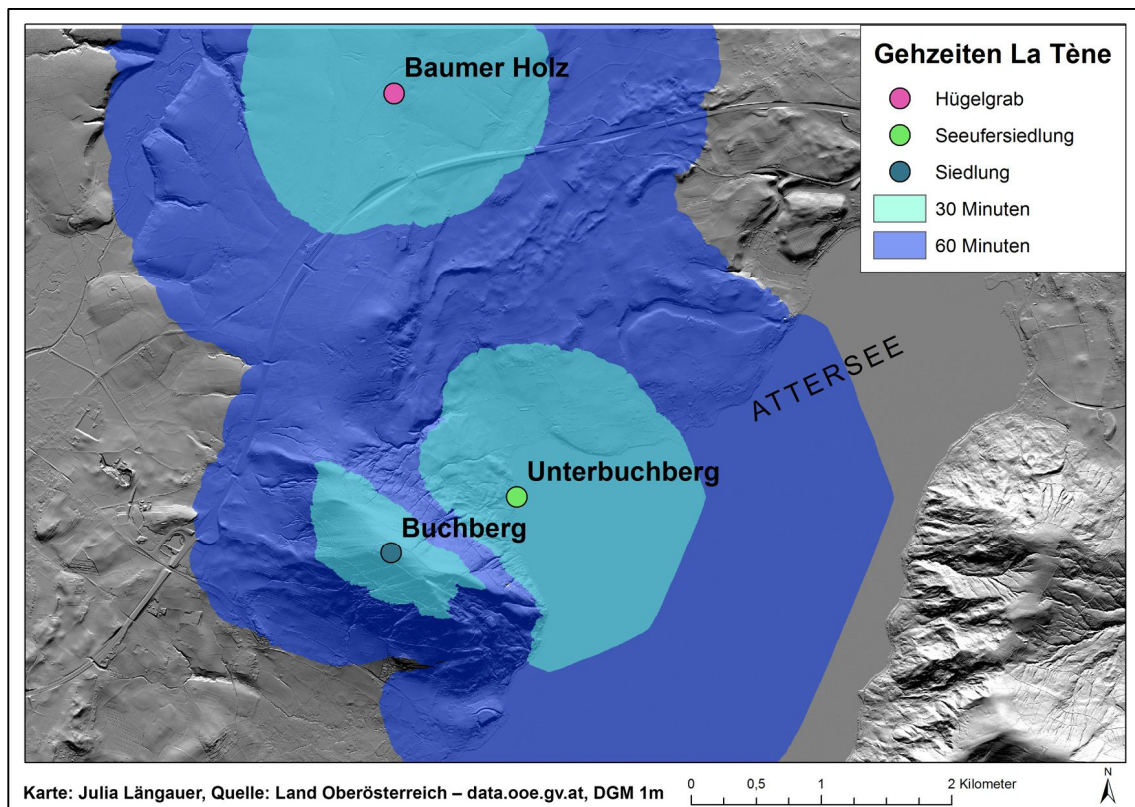 Baumer Holz
Gehzeiten La Tène
Hügelgrab
Seeufersiedlung
Siedlung
30 Minuten
60 Minuten
ATTERSEE
Unterbuchberg
Buchberg
Karte: Julia Längauer, Quelle: Land Oberösterreich – data.ooe.gv.at, DGM 1m
0 0,5 1 2 Kilometer
N